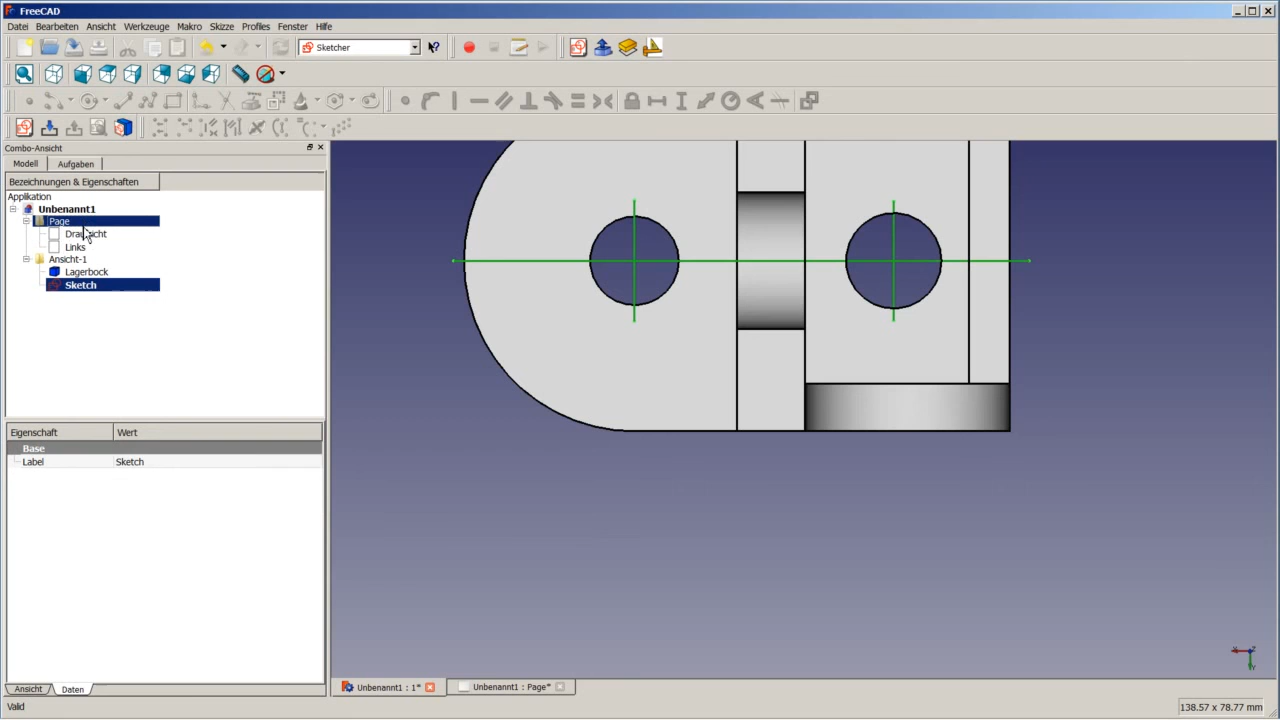 FreeCAD
Datei Bearbeiten Ansicht Werkzeuge Makro Skizze Profiles Fenster Hilfe
Sketcher
Combo-Ansicht
Modell Aufgaben
Bezeichnungen & Eigenschaften
Applikation
Unbenannt1
Page
Links
Ansicht-1
Lagerbock
Sketch
Eigenschaft Wert
Base
Label Sketch
Ansicht Daten
Unbenannt1 : 1* Unbenannt1 : Page*
Valid 138.57 x 78.77 mm